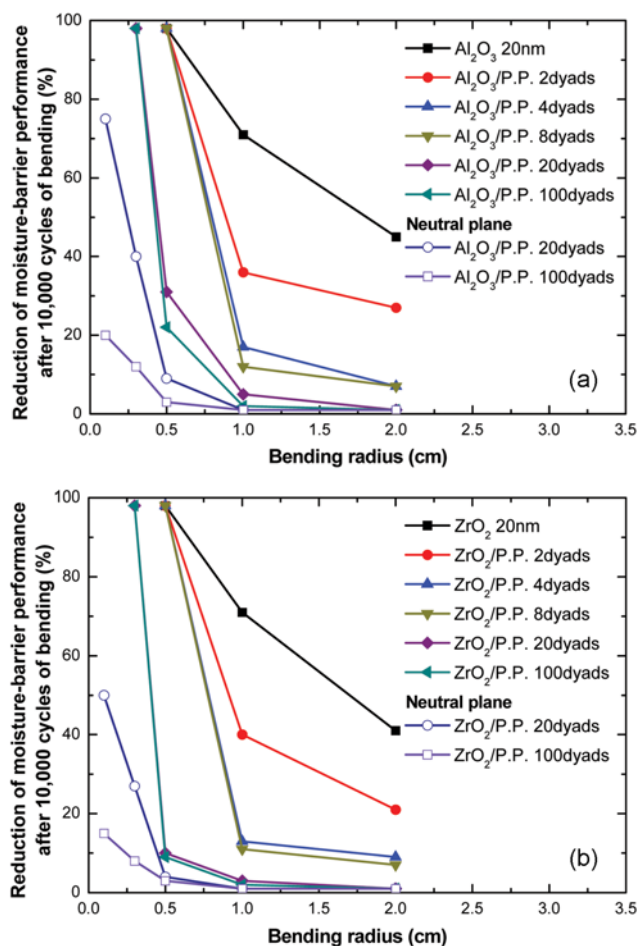 Reduction of moisture-barrier performance
after 10,000 cycles of bending (%)
100
80
60
40
20
0
Al₂O₃ 20nm
Al₂O₃/P.P. 2dyads
Al₂O₃/P.P. 4dyads
Al₂O₃/P.P. 8dyads
Al₂O₃/P.P. 20dyads
Al₂O₃/P.P. 100dyads
Neutral plane
Al₂O₃/P.P. 20dyads
Al₂O₃/P.P. 100dyads
(a)
0.0 0.5 1.0 1.5 2.0 2.5 3.0 3.5
Bending radius (cm)
Reduction of moisture-barrier performance
after 10,000 cycles of bending (%)
100
80
60
40
20
0
ZrO₂ 20nm
ZrO₂/P.P. 2dyads
ZrO₂/P.P. 4dyads
ZrO₂/P.P. 8dyads
ZrO₂/P.P. 20dyads
ZrO₂/P.P. 100dyads
Neutral plane
ZrO₂/P.P. 20dyads
ZrO₂/P.P. 100dyads
(b)
0.0 0.5 1.0 1.5 2.0 2.5 3.0 3.5
Bending radius (cm)